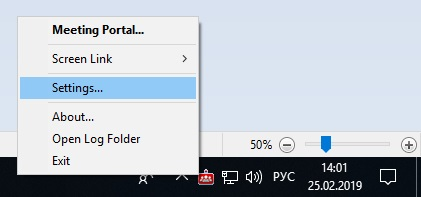 Meeting Portal...
Screen Link
Settings...
About...
Open Log Folder
Exit
50%
РУС
14:01
25.02.2019